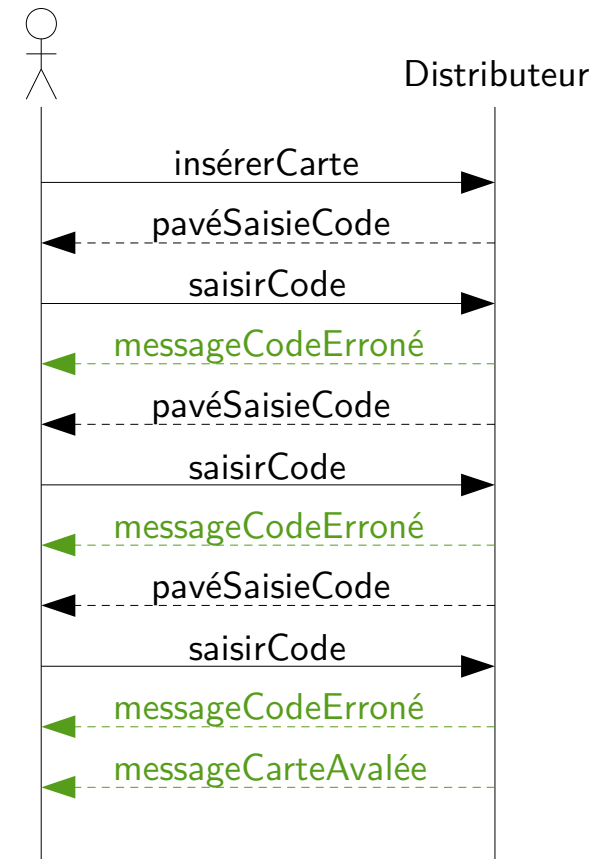 Distributeur
insérerCarte
pavéSaisieCode
saisirCode
messageCodeErroné
pavéSaisieCode
saisirCode
messageCodeErroné
pavéSaisieCode
saisirCode
messageCodeErroné
messageCarteAvalée